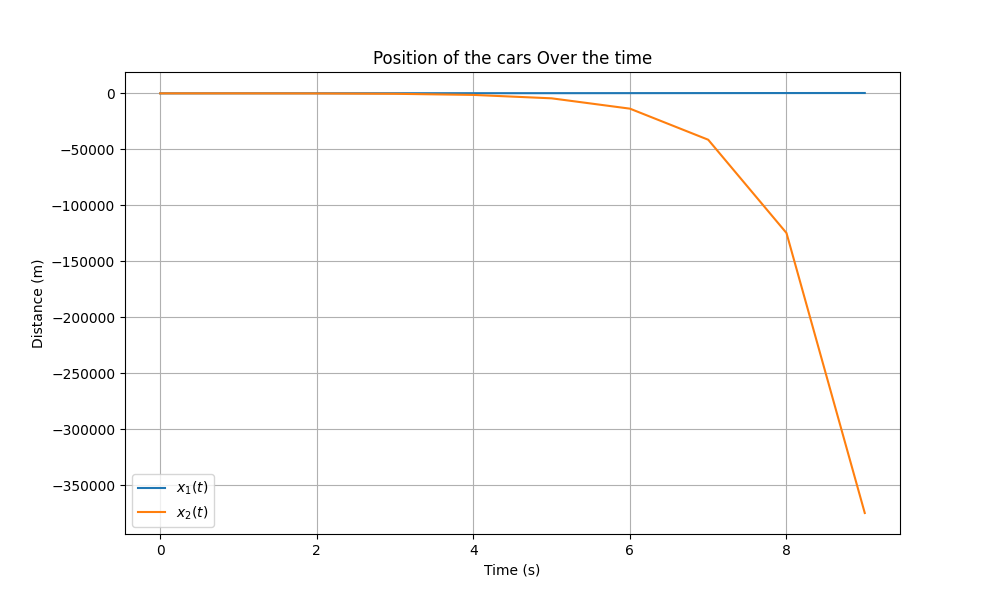 Position of the cars Over the time
Distance (m)
0
−50000
−100000
−150000
−200000
−250000
−300000
−350000
x₁(t)
x₂(t)
0 2 4 6 8
Time (s)